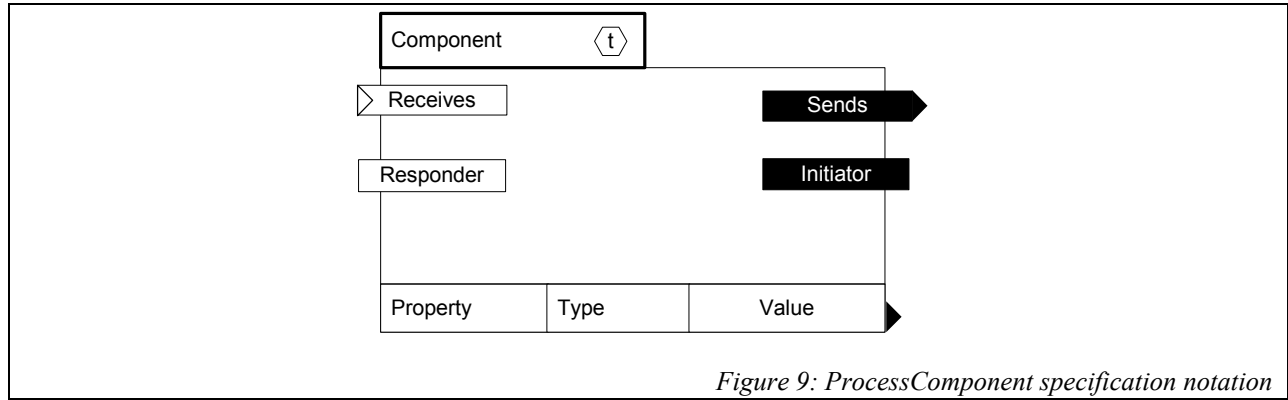 Component t
Receives Sends
Responder Initiator
Property Type Value
Figure 9: ProcessComponent specification notation